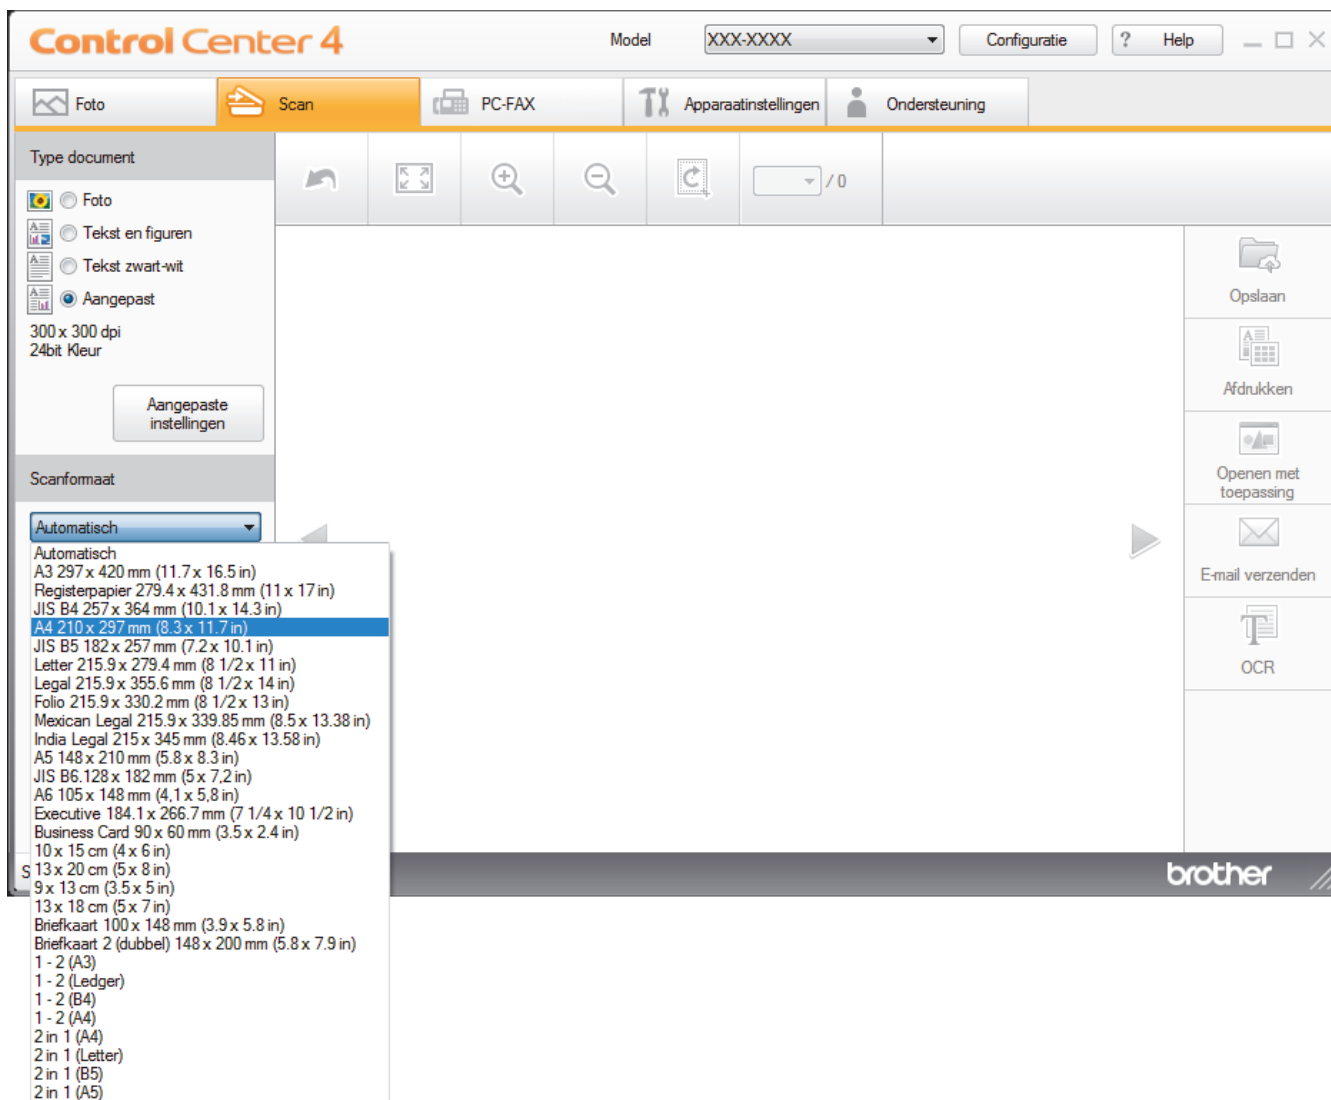 Control Center 4
Model
XXX-XXXX
Configuratie
? Help
Foto
Scan
PC-FAX
Apparaatinstellingen
Ondersteuning
Type document
/ 0
Foto
Tekst en figuren
Tekst zwart-wit
Aangepast
300 x 300 dpi
24bit Kleur
Aangepaste
instellingen
Scanformaat
Automatisch
Automatisch
A3 297 x 420 mm (11.7 x 16.5 in)
Registerpapier 279.4 x 431.8 mm (11 x 17 in)
JIS B4 257 x 364 mm (10.1 x 14.3 in)
A4 210 x 297 mm (8.3 x 11.7 in)
JIS B5 182 x 257 mm (7.2 x 10.1 in)
Letter 215.9 x 279.4 mm (8 1/2 x 11 in)
Legal 215.9 x 355.6 mm (8 1/2 x 14 in)
Folio 215.9 x 330.2 mm (8 1/2 x 13 in)
Mexican Legal 215.9 x 339.85 mm (8.5 x 13.38 in)
India Legal 215 x 345 mm (8.46 x 13.58 in)
A5 148 x 210 mm (5.8 x 8.3 in)
JIS B6.128 x 182 mm (5 x 7,2 in)
A6 105 x 148 mm (4,1 x 5,8 in)
Executive 184.1 x 266.7 mm (7 1/4 x 10 1/2 in)
Business Card 90 x 60 mm (3.5 x 2.4 in)
10 x 15 cm (4 x 6 in)
13 x 20 cm (5 x 8 in)
9 x 13 cm (3.5 x 5 in)
13 x 18 cm (5 x 7 in)
Briefkaart 100 x 148 mm (3.9 x 5.8 in)
Briefkaart 2 (dubbel) 148 x 200 mm (5.8 x 7.9 in)
1 - 2 (A3)
1 - 2 (Ledger)
1 - 2 (B4)
1 - 2 (A4)
2 in 1 (A4)
2 in 1 (Letter)
2 in 1 (B5)
2 in 1 (A5)
Opslaan
Afdrukken
Openen met
toepassing
E-mail verzenden
OCR
S
brother